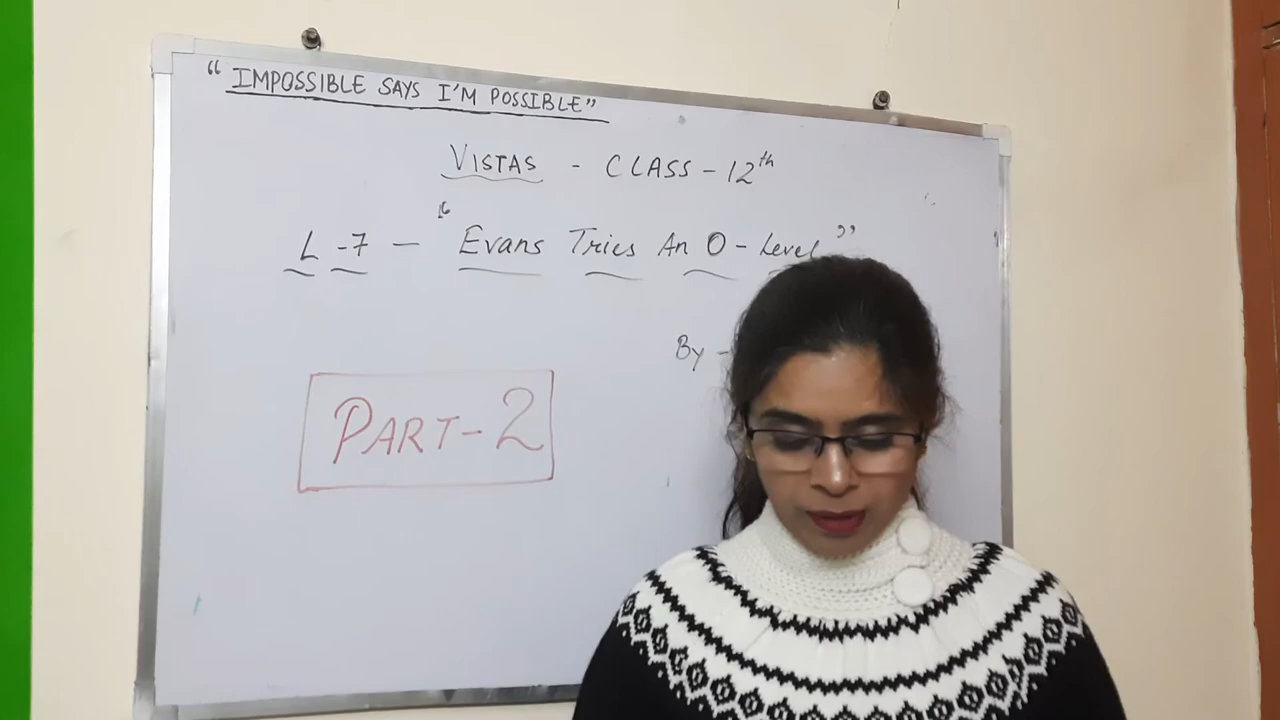 "IMPOSSIBLE SAYS I'M POSSIBLE"
VISTAS - CLASS - 12th
L - 7 - "Evans Tries An O - Level"
By -
PART - 2